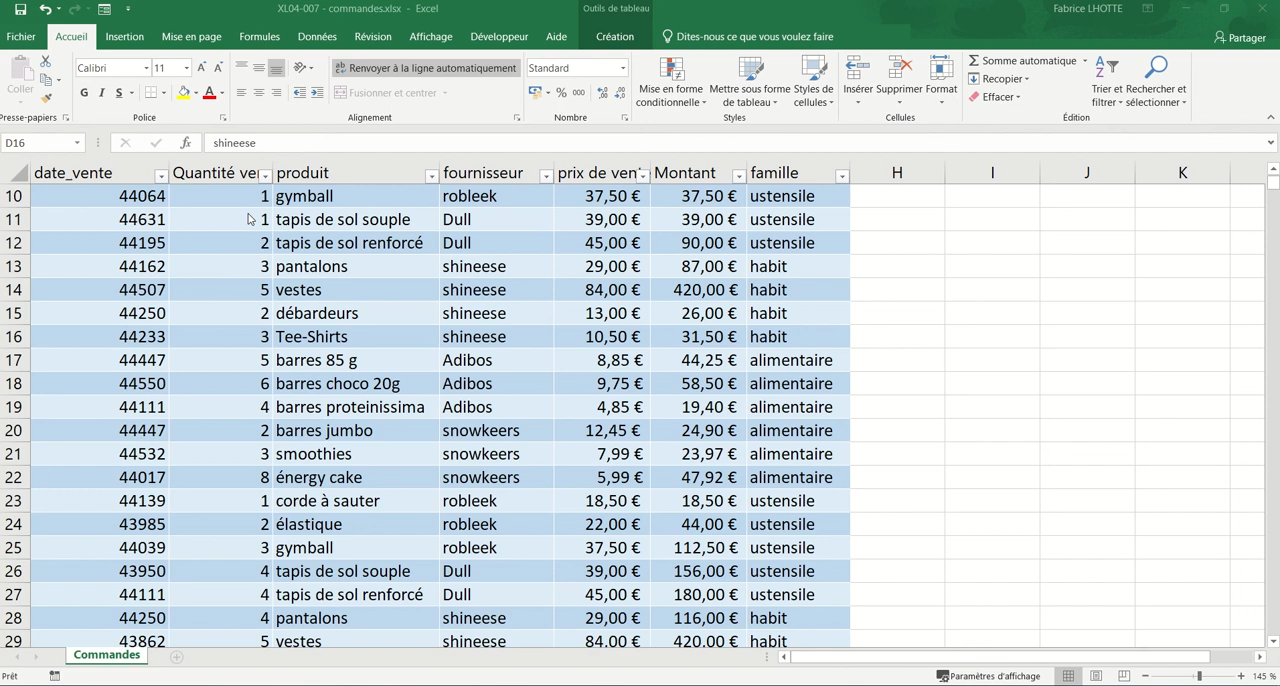 XL04-007 - commandes.xlsx - Excel
Outils de tableau
Fabrice LHOTTE
Fichier Accueil Insertion Mise en page Formules Données Révision Affichage Aide Développeur Création Dites-nous ce que vous voulez faire Partager
Coller
Calibri 11 A A
G I S A
ab Renvoyer à la ligne automatiquement
Fusionner et centrer
Standard
% 000
Mise en forme conditionnelle
Mettre sous forme de tableau
Styles de cellules
Insérer Supprimer Format
Somme automatique
Recopier
Effacer
Trier et filtrer
Rechercher et sélectionner
Presse-papiers Police Alignement Nombre Styles Cellules Édition
D16 fx shineese
date_vente Quantité ve produit fournisseur prix de ven Montant famille H I J K
10 44064 1 gymball robleek 37,50 € 37,50 € ustensile
11 44631 1 tapis de sol souple Dull 39,00 € 39,00 € ustensile
12 44195 2 tapis de sol renforcé Dull 45,00 € 90,00 € ustensile
13 44162 3 pantalons shineese 29,00 € 87,00 € habit
14 44507 5 vestes shineese 84,00 € 420,00 € habit
15 44250 2 débardeurs shineese 13,00 € 26,00 € habit
16 44233 3 Tee-Shirts shineese 10,50 € 31,50 € habit
17 44447 5 barres 85 g Adibos 8,85 € 44,25 € alimentaire
18 44550 6 barres choco 20g Adibos 9,75 € 58,50 € alimentaire
19 44111 4 barres proteinissima Adibos 4,85 € 19,40 € alimentaire
20 44447 2 barres jumbo snowkeers 12,45 € 24,90 € alimentaire
21 44532 3 smoothies snowkeers 7,99 € 23,97 € alimentaire
22 44017 8 énergy cake snowkeers 5,99 € 47,92 € alimentaire
23 44139 1 corde à sauter robleek 18,50 € 18,50 € ustensile
24 43985 2 élastique robleek 22,00 € 44,00 € ustensile
25 44039 3 gymball robleek 37,50 € 112,50 € ustensile
26 43950 4 tapis de sol souple Dull 39,00 € 156,00 € ustensile
27 44111 4 tapis de sol renforcé Dull 45,00 € 180,00 € ustensile
28 44250 4 pantalons shineese 29,00 € 116,00 € habit
29 43862 5 vestes shineese 84,00 € 420,00 € habit
Commandes
Prêt Paramètres d'affichage 145 %